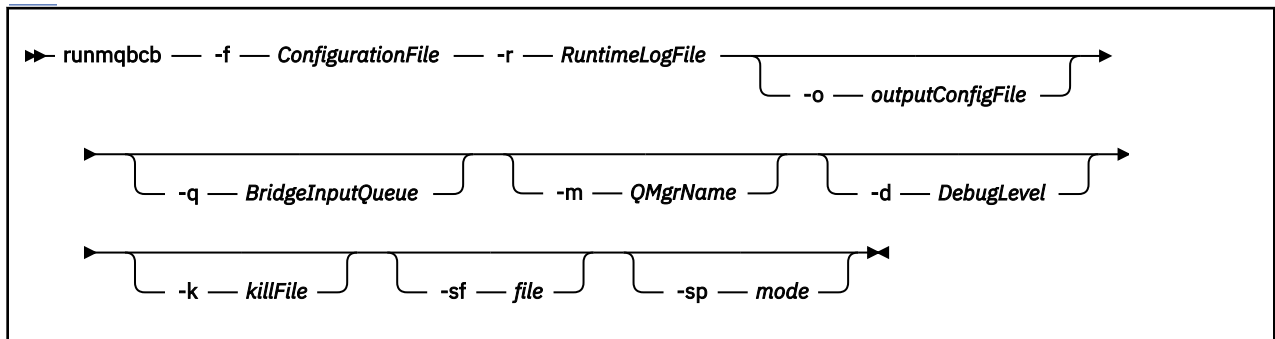 runmqbcb -f ConfigurationFile -r RuntimeLogFile
-o outputConfigFile
-q BridgeInputQueue -m QMgrName -d DebugLevel
-k killFile -sf file -sp mode